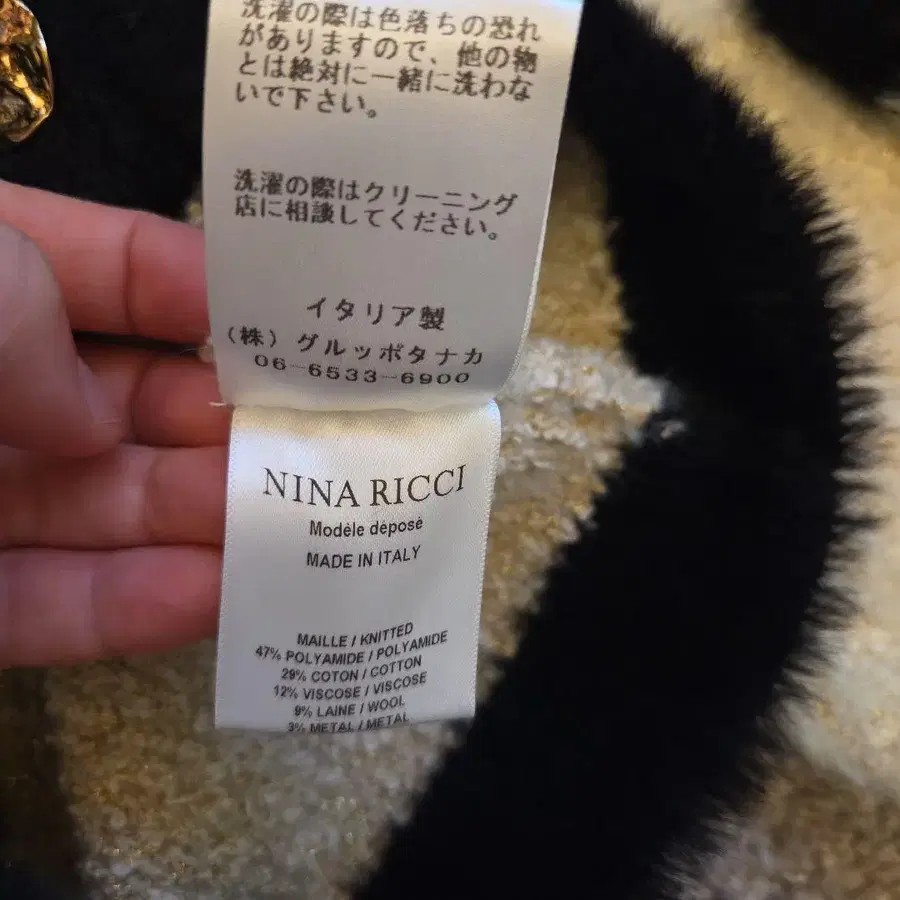 洗濯の際は色落ちの恐れ
がありますので、他の物
とは絶対に一緒に洗わな
いで下さい。
洗濯の際はクリーニング
店に相談してください。
イタリア製
（株）グルッポタナカ
06-6533-6900
NINA RICCI
Modèle déposé
MADE IN ITALY
MAILLE / KNITTED
47% POLYAMIDE / POLYAMIDE
29% COTON / COTTON
12% VISCOSE / VISCOSE
9% LAINE / WOOL
3% METAL / METAL